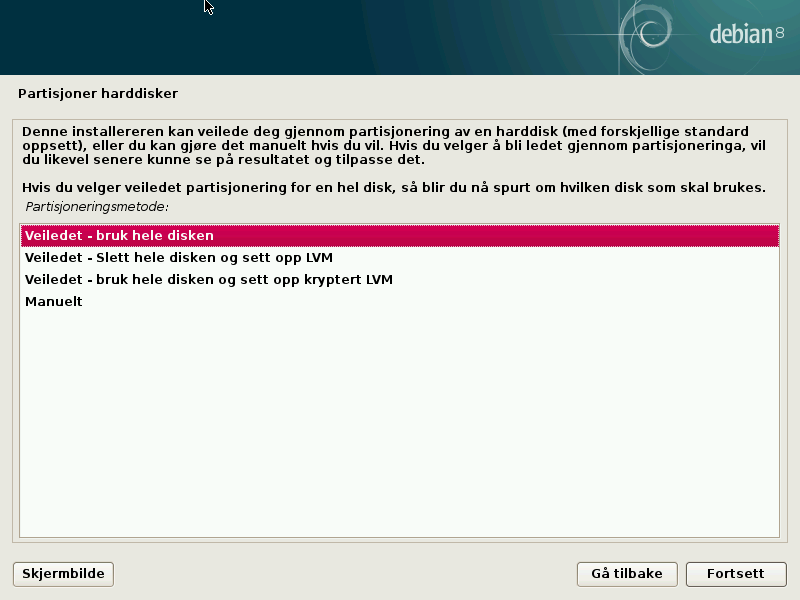 debian 8
Partisjoner harddisker
Denne installereren kan veilede deg gjennom partisjonering av en harddisk (med forskjellige standard
oppsett), eller du kan gjøre det manuelt hvis du vil. Hvis du velger å bli ledet gjennom partisjoneringa, vil
du likevel senere kunne se på resultatet og tilpasse det.
Hvis du velger veiledet partisjonering for en hel disk, så blir du nå spurt om hvilken disk som skal brukes.
Partisjoneringsmetode:
Veiledet - bruk hele disken
Veiledet - Slett hele disken og sett opp LVM
Veiledet - bruk hele disken og sett opp kryptert LVM
Manuelt
Skjermbilde
Gå tilbake
Fortsett